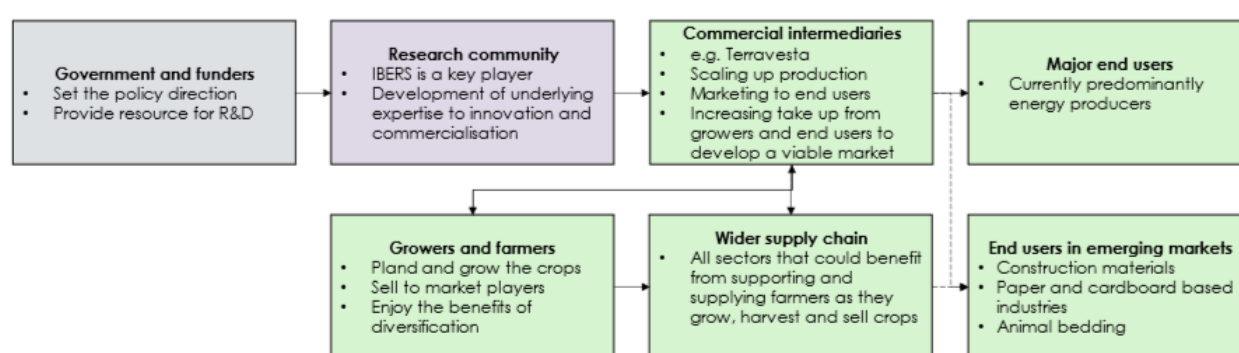 Government and funders
• Set the policy direction
• Provide resource for R&D
Research community
• IBERS is a key player
• Development of underlying
expertise to innovation and
commercialisation
Commercial intermediaries
• e.g. Terravesta
• Scaling up production
• Marketing to end users
• Increasing take up from
growers and end users to
develop a viable market
Major end users
• Currently predominantly
energy producers
Growers and farmers
• Pland and grow the crops
• Sell to market players
• Enjoy the benefits of
diversification
Wider supply chain
• All sectors that could benefit
from supporting and
supplying farmers as they
grow, harvest and sell crops
End users in emerging markets
• Construction materials
• Paper and cardboard based
industries
• Animal bedding